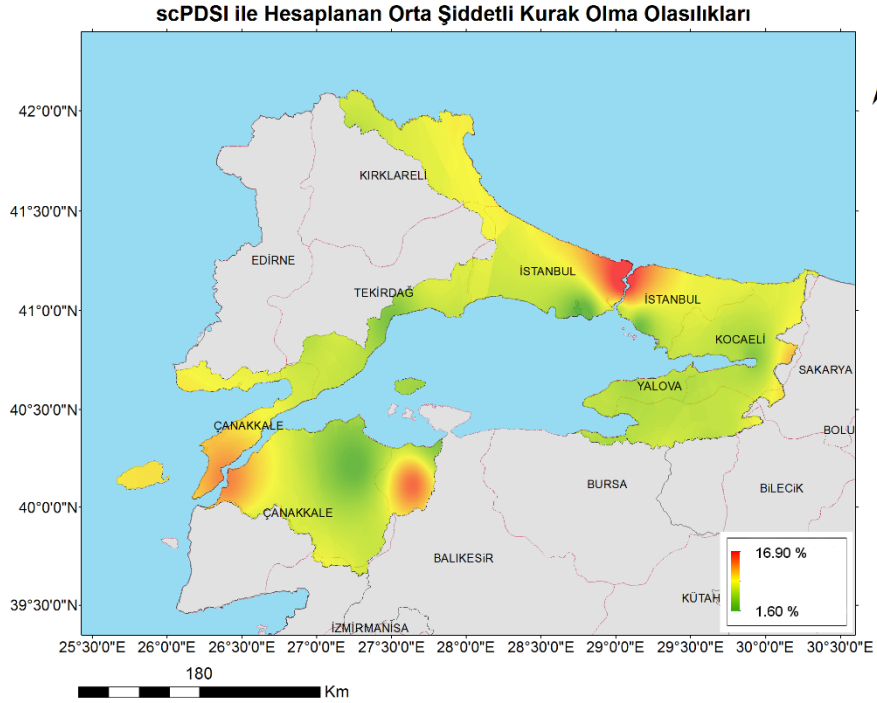 scPDSI ile Hesaplanan Orta Şiddetli Kurak Olma Olasılıkları
42°0'0"N
41°30'0"N
41°0'0"N
40°30'0"N
40°0'0"N
39°30'0"N
KIRKLARELİ
EDİRNE
İSTANBUL
TEKİRDAĞ
İSTANBUL
KOCAELİ
SAKARYA
YALOVA
ÇANAKKALE
BOLU
BURSA
BİLECİK
ÇANAKKALE
BALIKESİR
KÜTAH
İZMİRMANİSA
16.90 %
1.60 %
25°30'0"E 26°0'0"E 26°30'0"E 27°0'0"E 27°30'0"E 28°0'0"E 28°30'0"E 29°0'0"E 29°30'0"E 30°0'0"E 30°30'0"E
180
Km